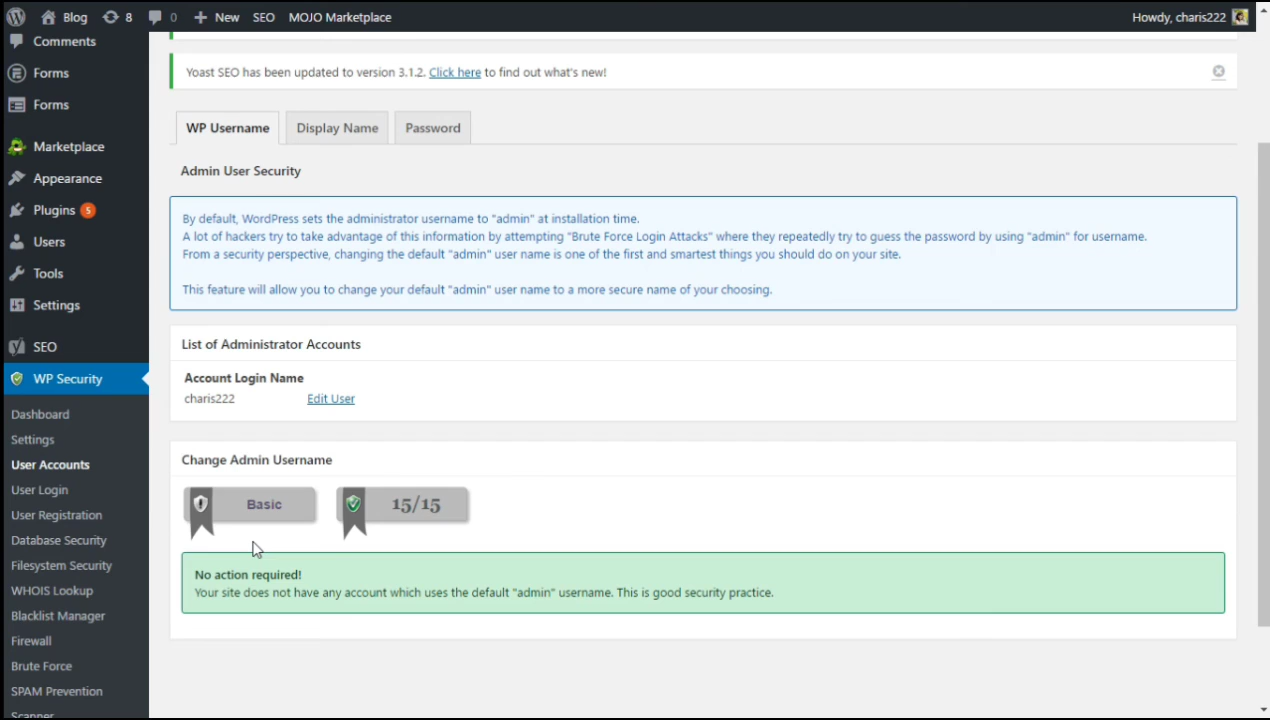 Blog 8 0 New SEO MOJO Marketplace Howdy, charis222
Comments
Forms
Forms
Marketplace
Appearance
Plugins 5
Users
Tools
Settings
SEO
WP Security
Dashboard
Settings
User Accounts
User Login
User Registration
Database Security
Filesystem Security
WHOIS Lookup
Blacklist Manager
Firewall
Brute Force
SPAM Prevention
Scanner
Yoast SEO has been updated to version 3.1.2. Click here to find out what's new!
WP Username Display Name Password
Admin User Security
By default, WordPress sets the administrator username to "admin" at installation time.
A lot of hackers try to take advantage of this information by attempting "Brute Force Login Attacks" where they repeatedly try to guess the password by using "admin" for username.
From a security perspective, changing the default "admin" user name is one of the first and smartest things you should do on your site.
This feature will allow you to change your default "admin" user name to a more secure name of your choosing.
List of Administrator Accounts
Account Login Name
charis222 Edit User
Change Admin Username
Basic 15/15
No action required!
Your site does not have any account which uses the default "admin" username. This is good security practice.